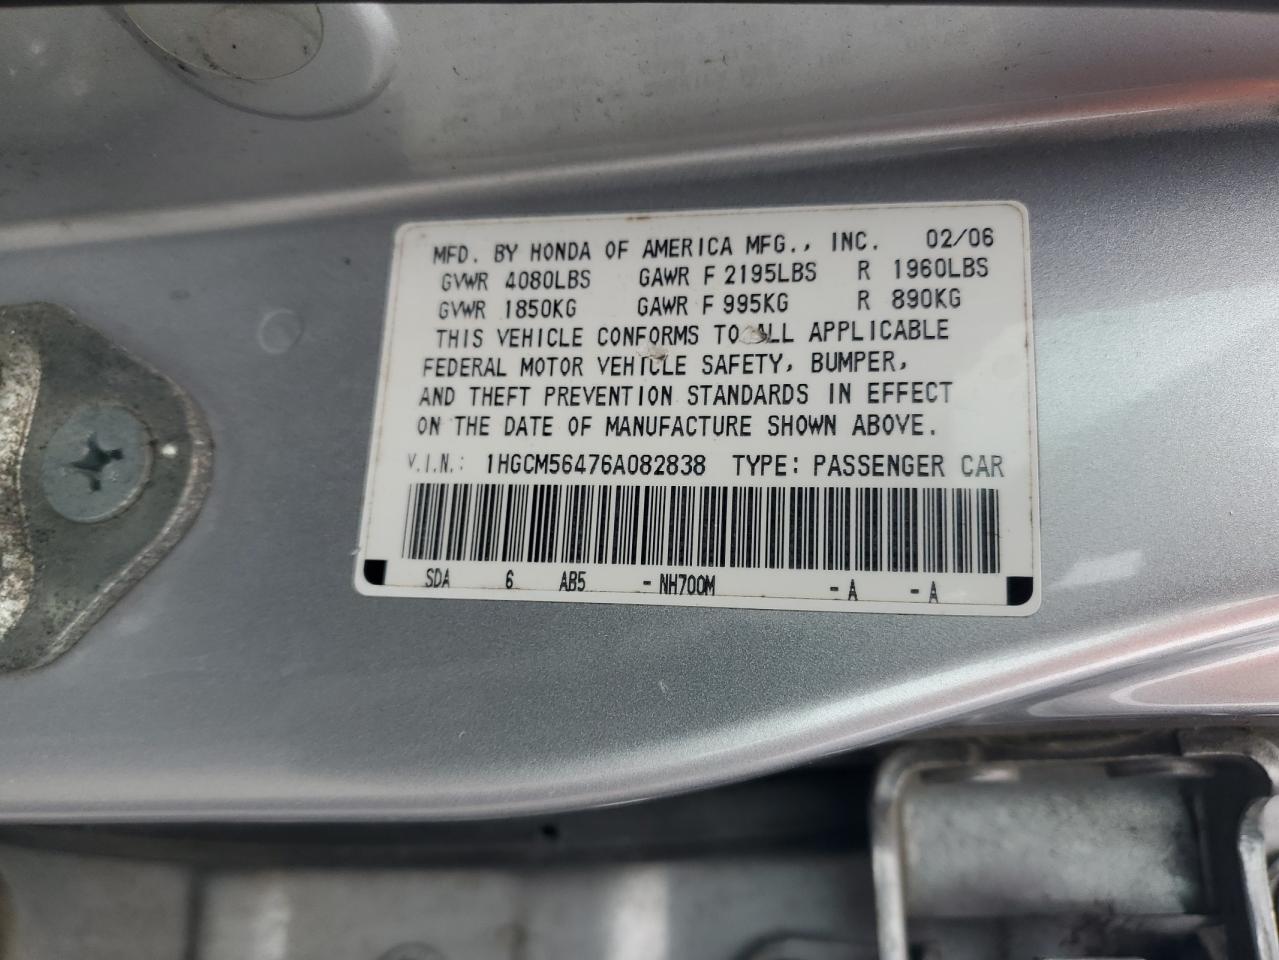 MFD. BY HONDA OF AMERICA MFG., INC. 02/06
GVWR 4080LBS GAWR F 2195LBS R 1960LBS
GVWR 1850KG GAWR F 995KG R 890KG
THIS VEHICLE CONFORMS TO ALL APPLICABLE
FEDERAL MOTOR VEHICLE SAFETY, BUMPER,
AND THEFT PREVENTION STANDARDS IN EFFECT
ON THE DATE OF MANUFACTURE SHOWN ABOVE.
V.I.N.: 1HGCM56476A082838 TYPE: PASSENGER CAR
SDA 6 AB5 - NH700M - A - A